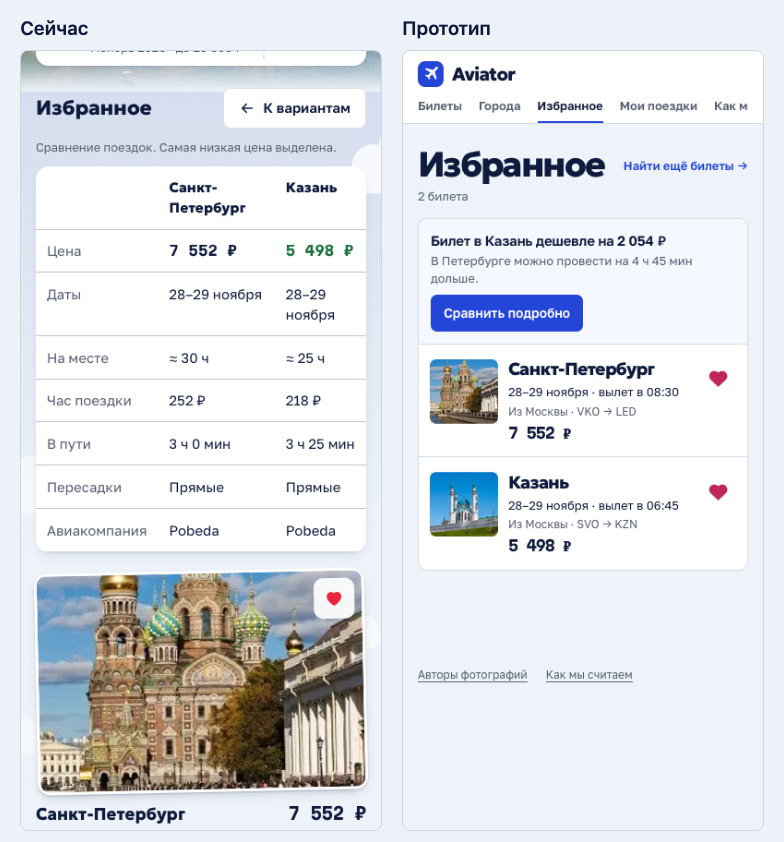 Сейчас
Избранное
← К вариантам
Сравнение поездок. Самая низкая цена выделена.
Санкт-Петербург Казань
Цена 7 552 ₽ 5 498 ₽
Даты 28–29 ноября 28–29 ноября
На месте ≈ 30 ч ≈ 25 ч
Час поездки 252 ₽ 218 ₽
В пути 3 ч 0 мин 3 ч 25 мин
Пересадки Прямые Прямые
Авиакомпания Pobeda Pobeda
Санкт-Петербург 7 552 ₽
Прототип
Aviator
Билеты Города Избранное Мои поездки Как м
Избранное
Найти ещё билеты →
2 билета
Билет в Казань дешевле на 2 054 ₽
В Петербурге можно провести на 4 ч 45 мин
дольше.
Сравнить подробно
Санкт-Петербург
28–29 ноября · вылет в 08:30
Из Москвы · VKO → LED
7 552 ₽
Казань
28–29 ноября · вылет в 06:45
Из Москвы · SVO → KZN
5 498 ₽
Авторы фотографий Как мы считаем